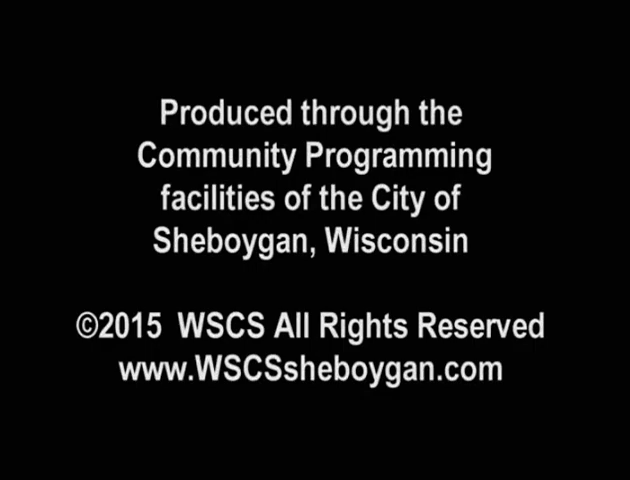 Produced through the
Community Programming
facilities of the City of
Sheboygan, Wisconsin
©2015 WSCS All Rights Reserved
www.WSCSsheboygan.com